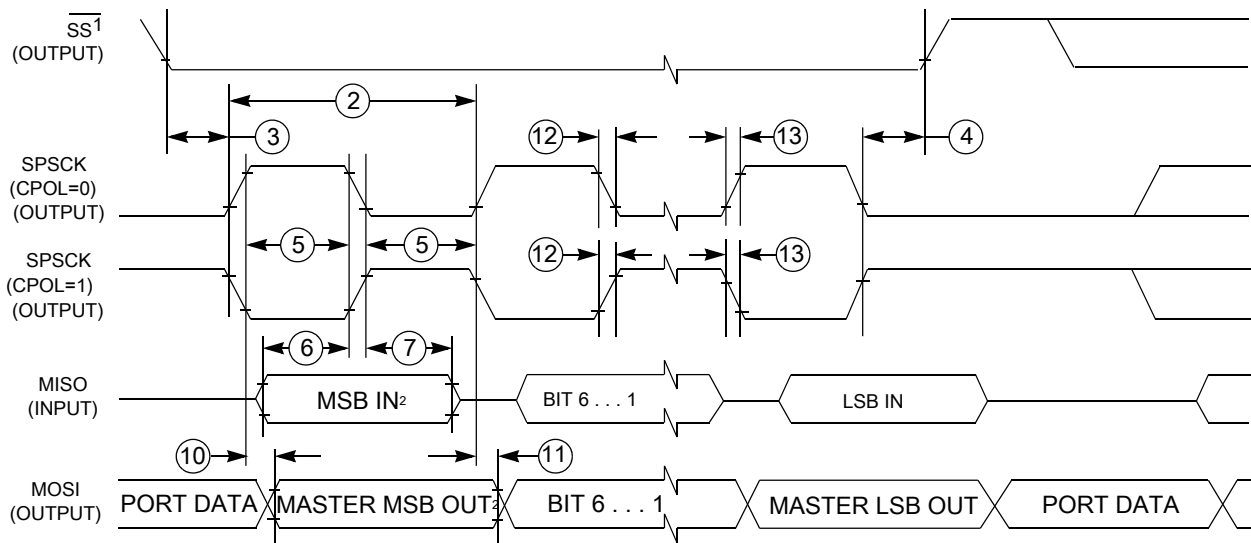 SS¹
(OUTPUT)
2
3
12
13
4
SPSCK
(CPOL=0)
(OUTPUT)
5
5
SPSCK
(CPOL=1)
(OUTPUT)
12
13
6
7
MISO
(INPUT)
MSB IN²
BIT 6 . . . 1
LSB IN
10
11
MOSI
(OUTPUT)
PORT DATA
MASTER MSB OUT²
BIT 6 . . . 1
MASTER LSB OUT
PORT DATA